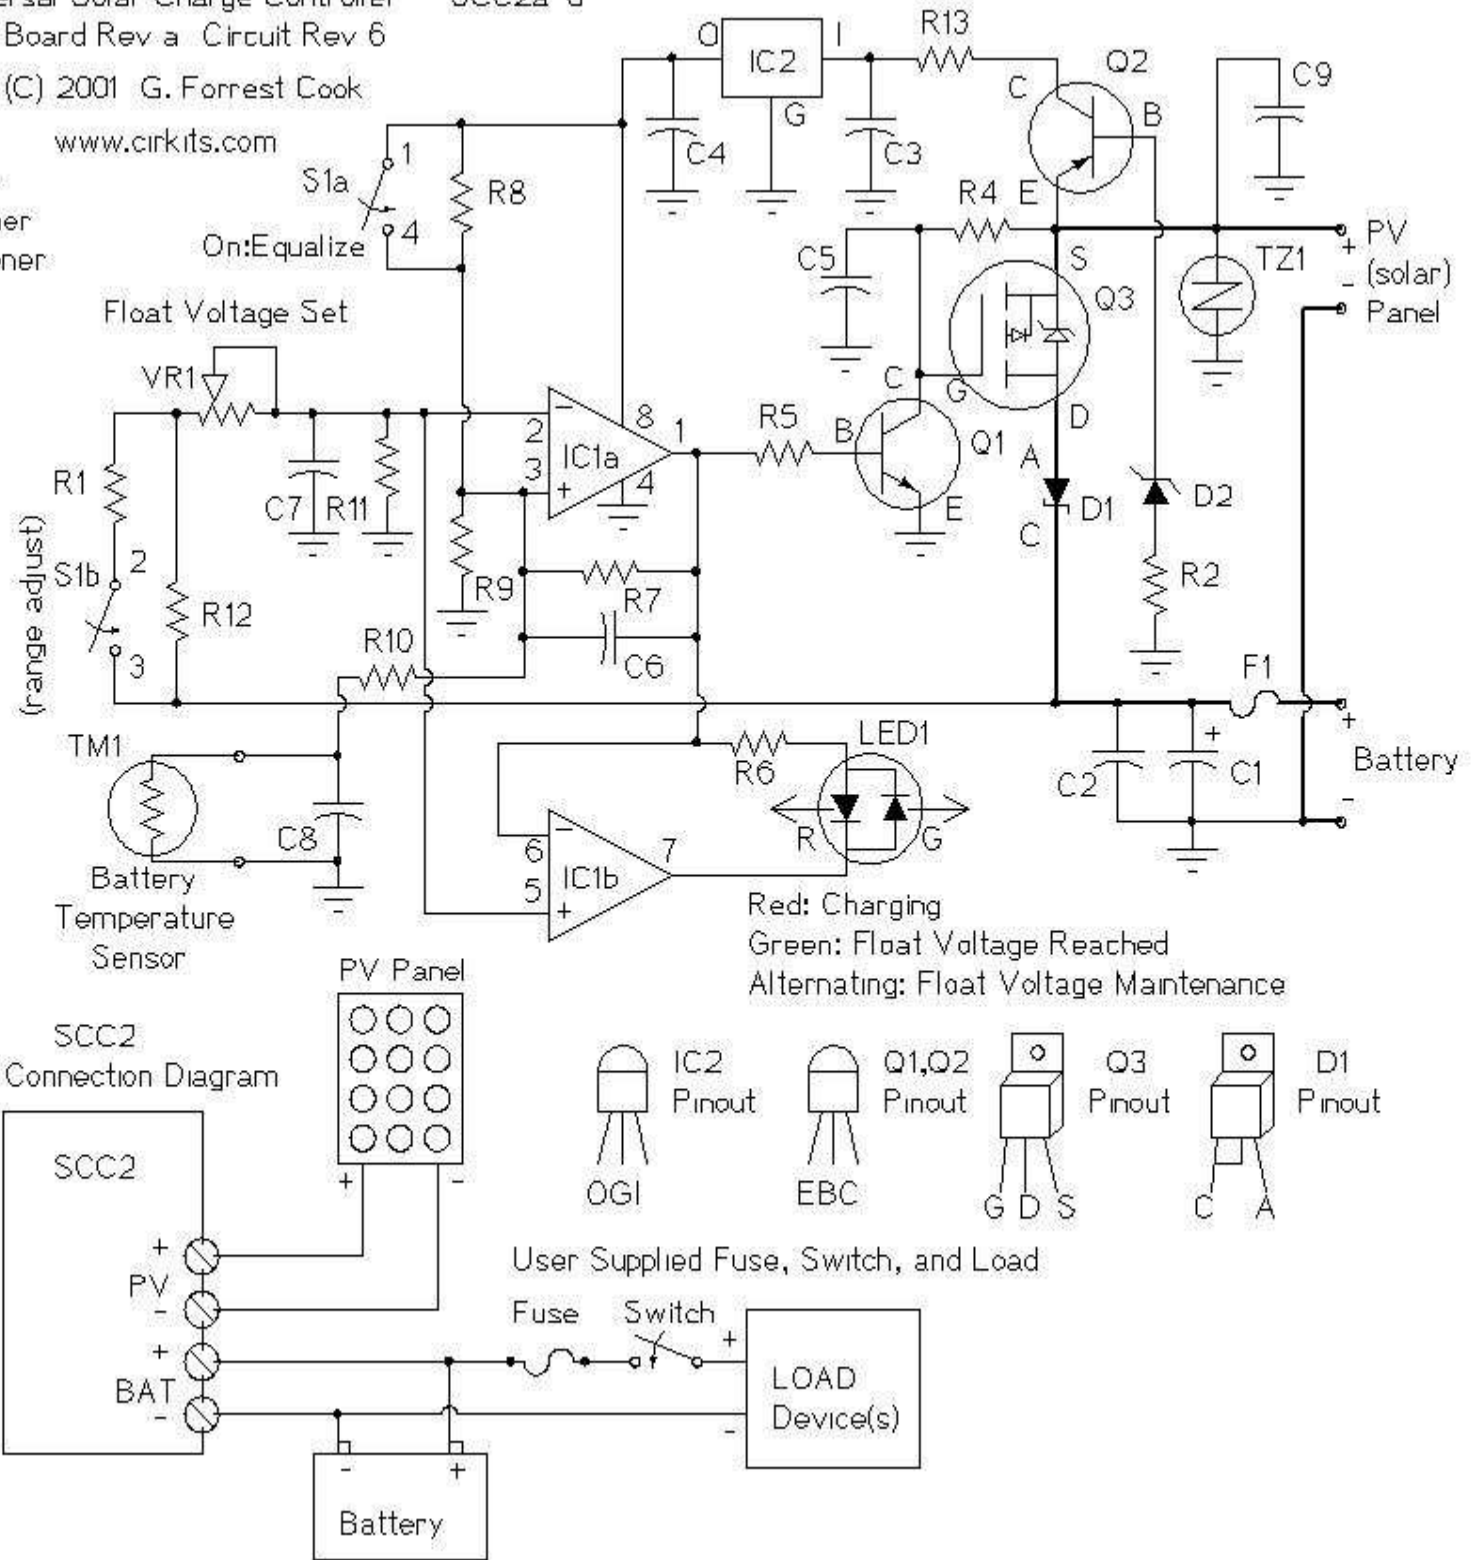 Solar Charge Controller
Board Rev a Circuit Rev 6
(C) 2001 G. Forrest Cook
www.cirkits.com
O
IC2
I
G
R13
Q2
C
B
E
C9
C4
C3
S1a
1
4
R8
On:Equalize
R4
C5
S
Q3
TZ1
+
PV
-
(solar)
Panel
Float Voltage Set
VR1
C
G
D
2
3
IC1a
8
1
4
R5
B
Q1
E
A
D1
C
D2
R1
C7
R11
(range adjust)
S1b
2
3
R12
R9
R7
C6
R10
R2
F1
TM1
C8
R6
LED1
R
G
C2
+
C1
+
Battery
-
Battery
Temperature
Sensor
6
5
IC1b
7
Red: Charging
Green: Float Voltage Reached
Alternating: Float Voltage Maintenance
PV Panel
+
-
SCC2
Connection Diagram
SCC2
+
PV
-
+
BAT
-
IC2
Pinout
OGI
Q1,Q2
Pinout
EBC
Q3
Pinout
G D S
D1
Pinout
C A
User Supplied Fuse, Switch, and Load
Fuse
Switch
+
LOAD
Device(s)
-
-
+
Battery